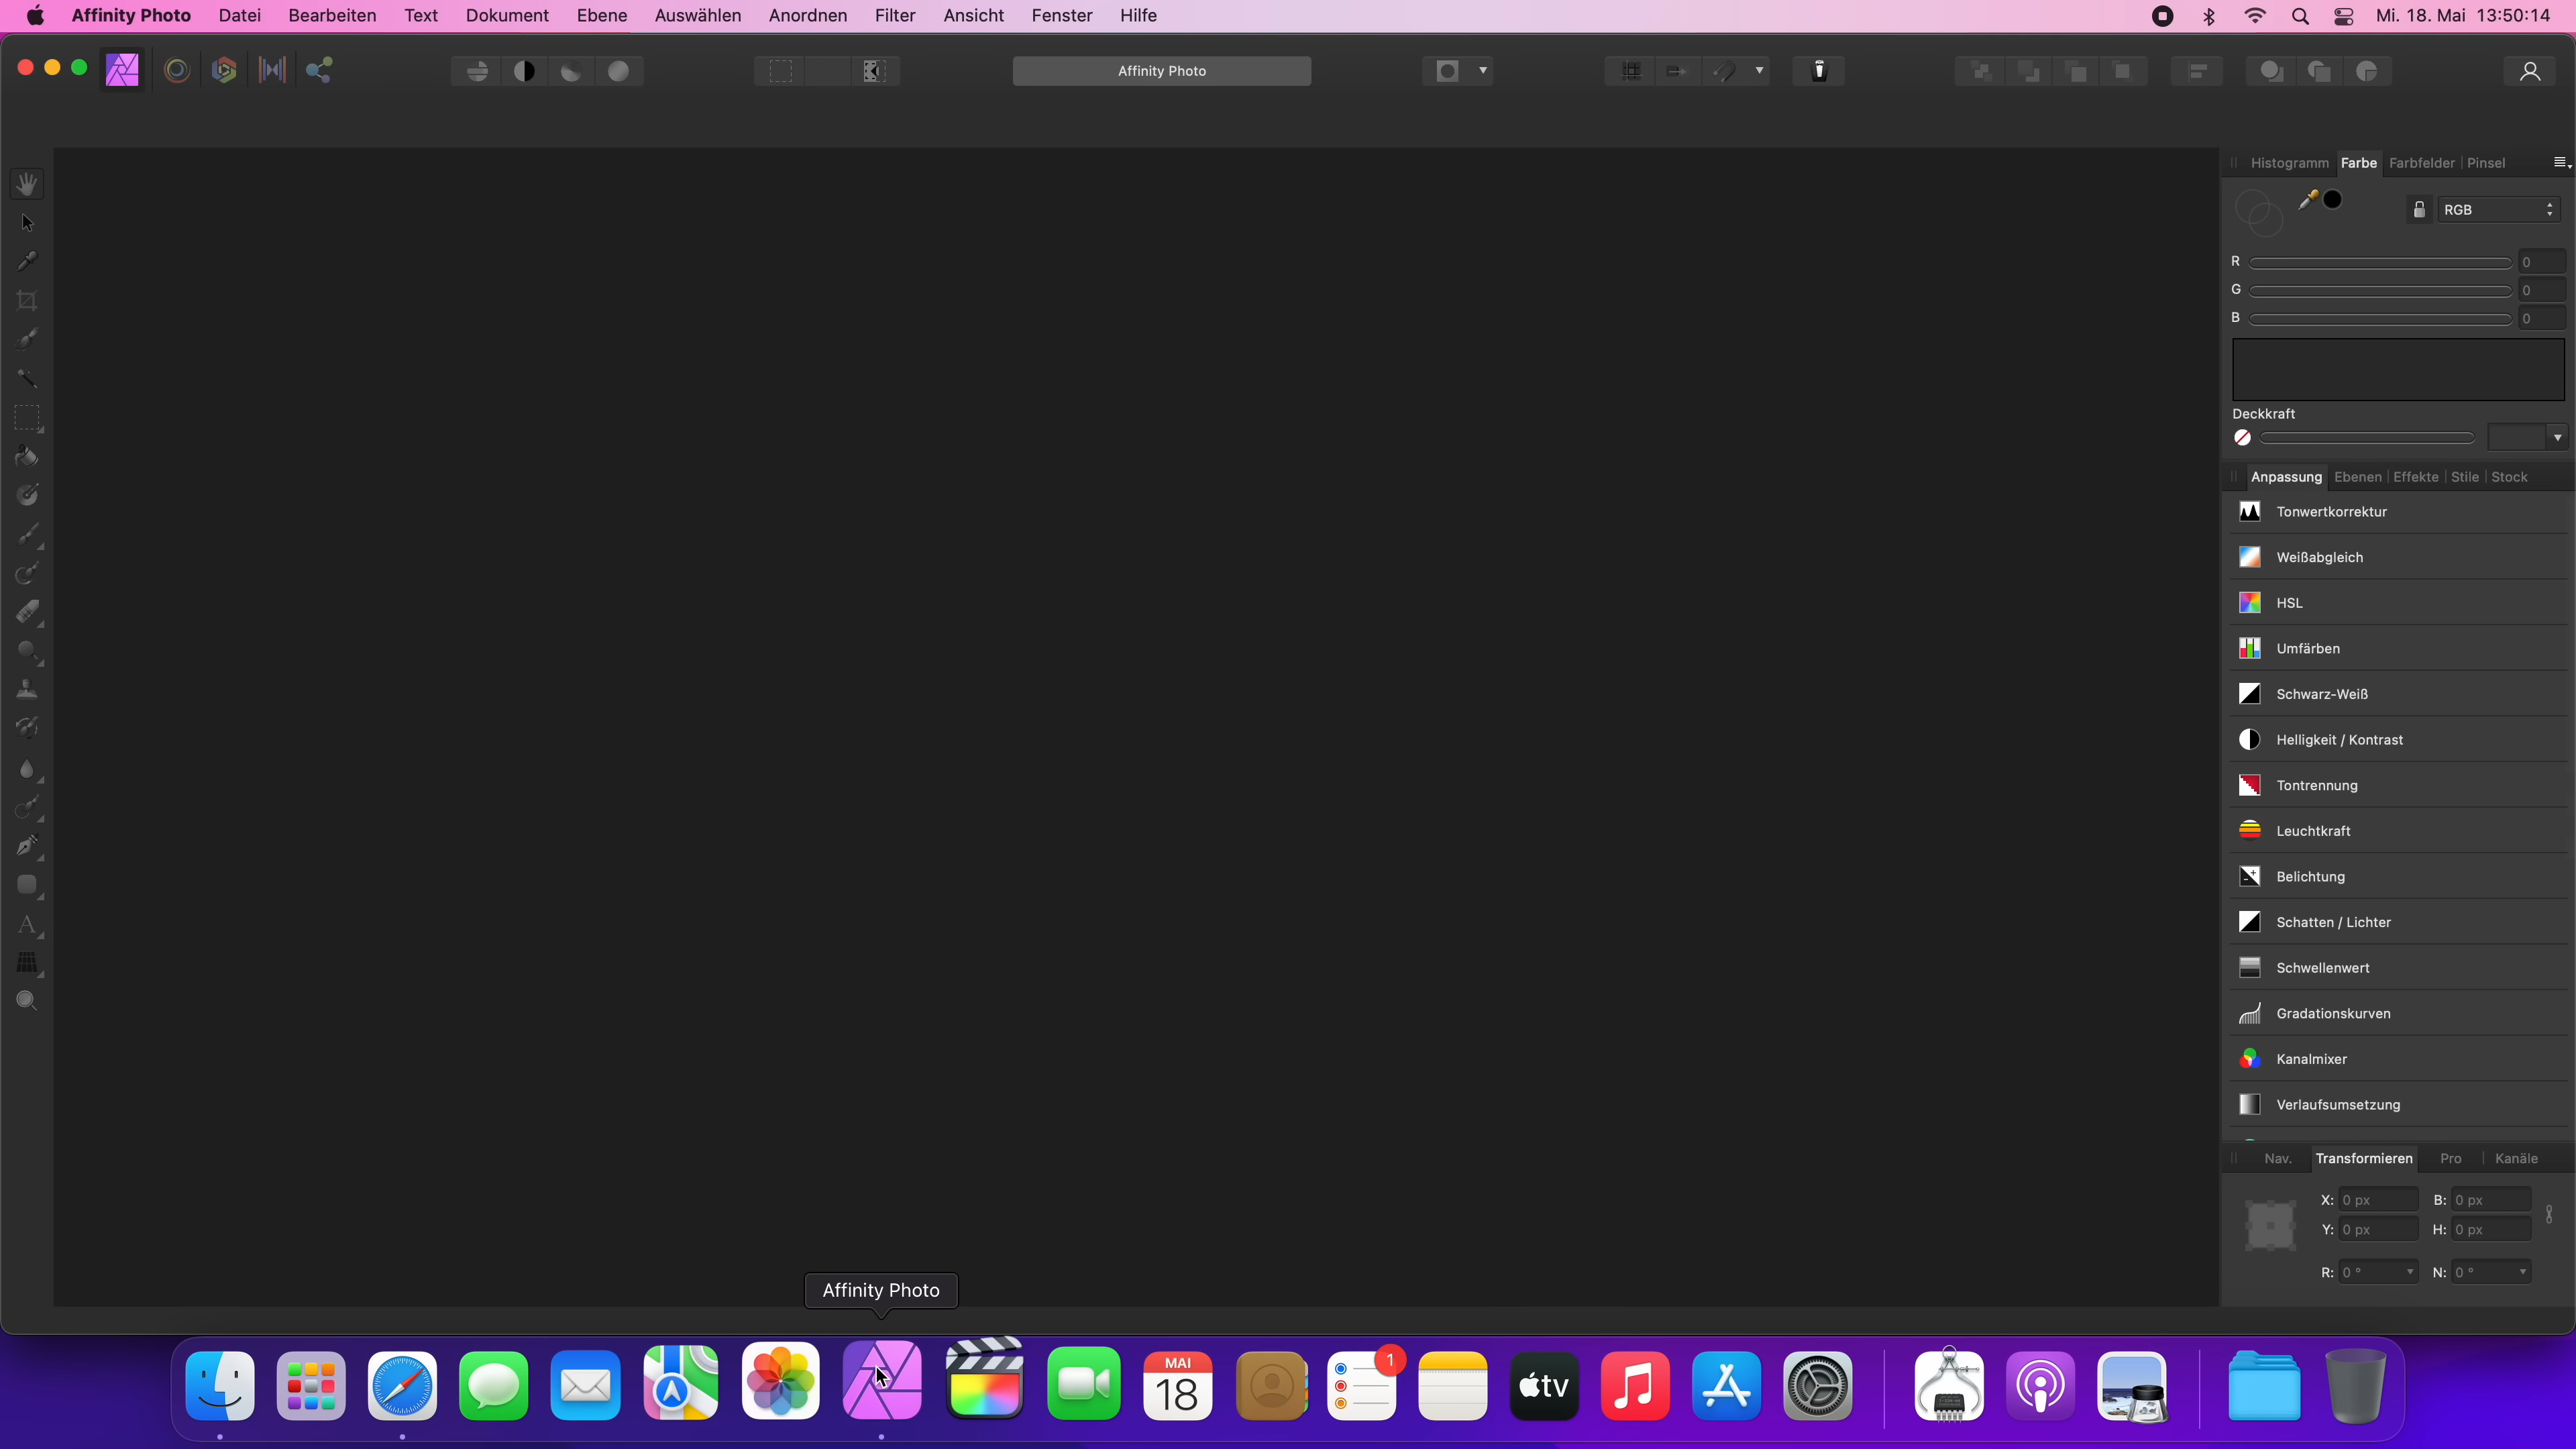 Affinity Photo Datei Bearbeiten Text Dokument Ebene Auswählen Anordnen Filter Ansicht Fenster Hilfe Mi. 18. Mai 13:50:14
Affinity Photo
Histogramm Farbe Farbfelder Pinsel
RGB
R 0
G 0
B 0
Deckkraft
Anpassung Ebenen Effekte Stile Stock
Tonwertkorrektur
Weißabgleich
HSL
Umfärben
Schwarz-Weiß
Helligkeit / Kontrast
Tontrennung
Leuchtkraft
Belichtung
Schatten / Lichter
Schwellenwert
Gradationskurven
Kanalmixer
Verlaufsumsetzung
Nav. Transformieren Pro Kanäle
X: 0 px B: 0 px
Y: 0 px H: 0 px
R: 0 ° N: 0 °
A
Affinity Photo
MAI
18
1
tv